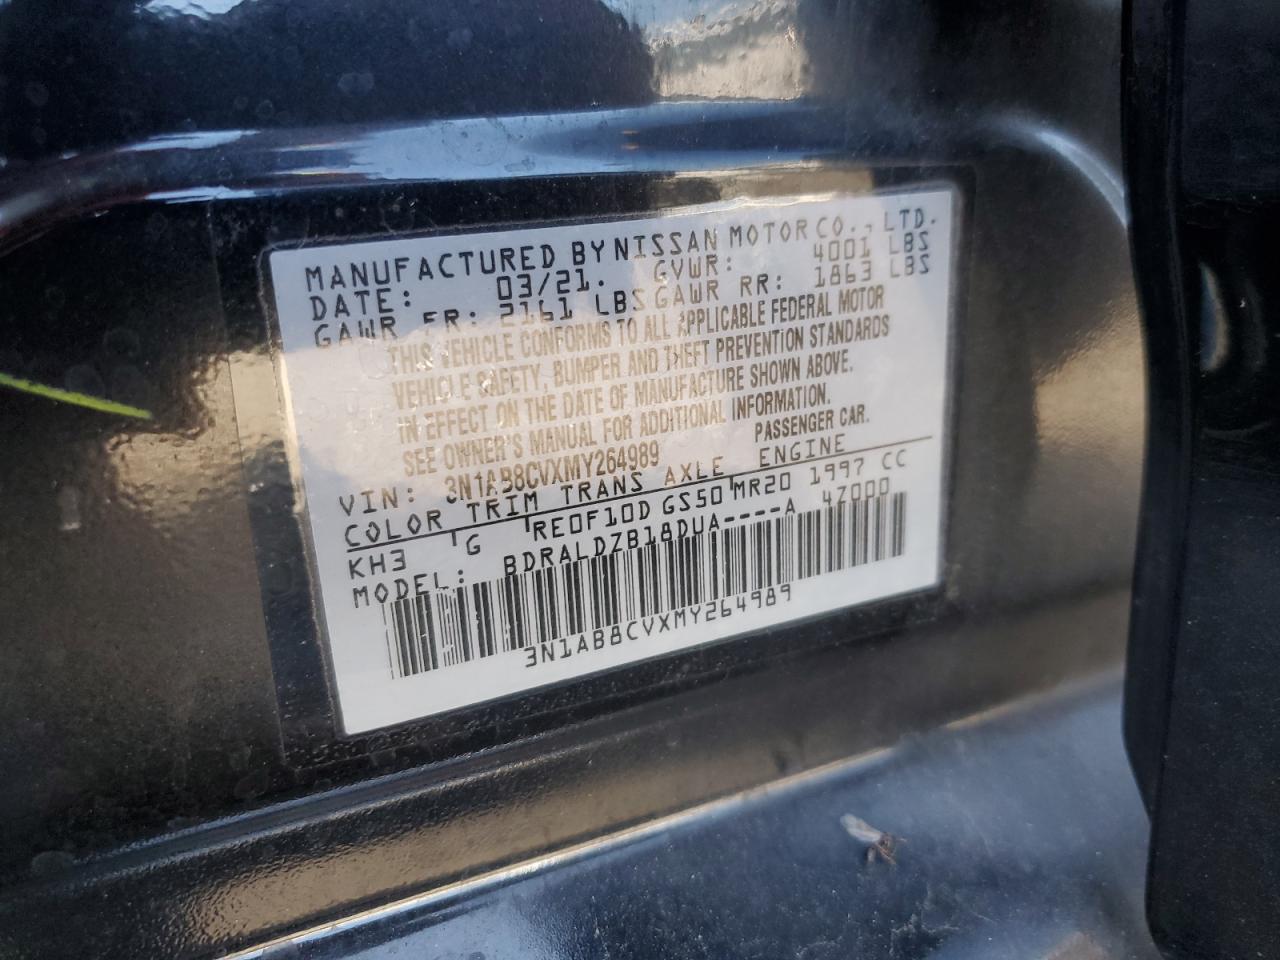 MANUFACTURED BY NISSAN MOTOR CO., LTD.
DATE: 03/21. GVWR: 4001 LBS
GAWR FR: 2161 LBS GAWR RR: 1863 LBS
THIS VEHICLE CONFORMS TO ALL APPLICABLE FEDERAL MOTOR
VEHICLE SAFETY, BUMPER AND THEFT PREVENTION STANDARDS
IN EFFECT ON THE DATE OF MANUFACTURE SHOWN ABOVE.
SEE OWNER'S MANUAL FOR ADDITIONAL INFORMATION.
VIN: 3N1AB8CVXMY264989 PASSENGER CAR.
COLOR TRIM TRANS AXLE ENGINE
KH3 G RE0F10D GS50 MR20 1997 CC
MODEL: BDRALDZB18DUA----A 4Z000
3N1AB8CVXMY264989